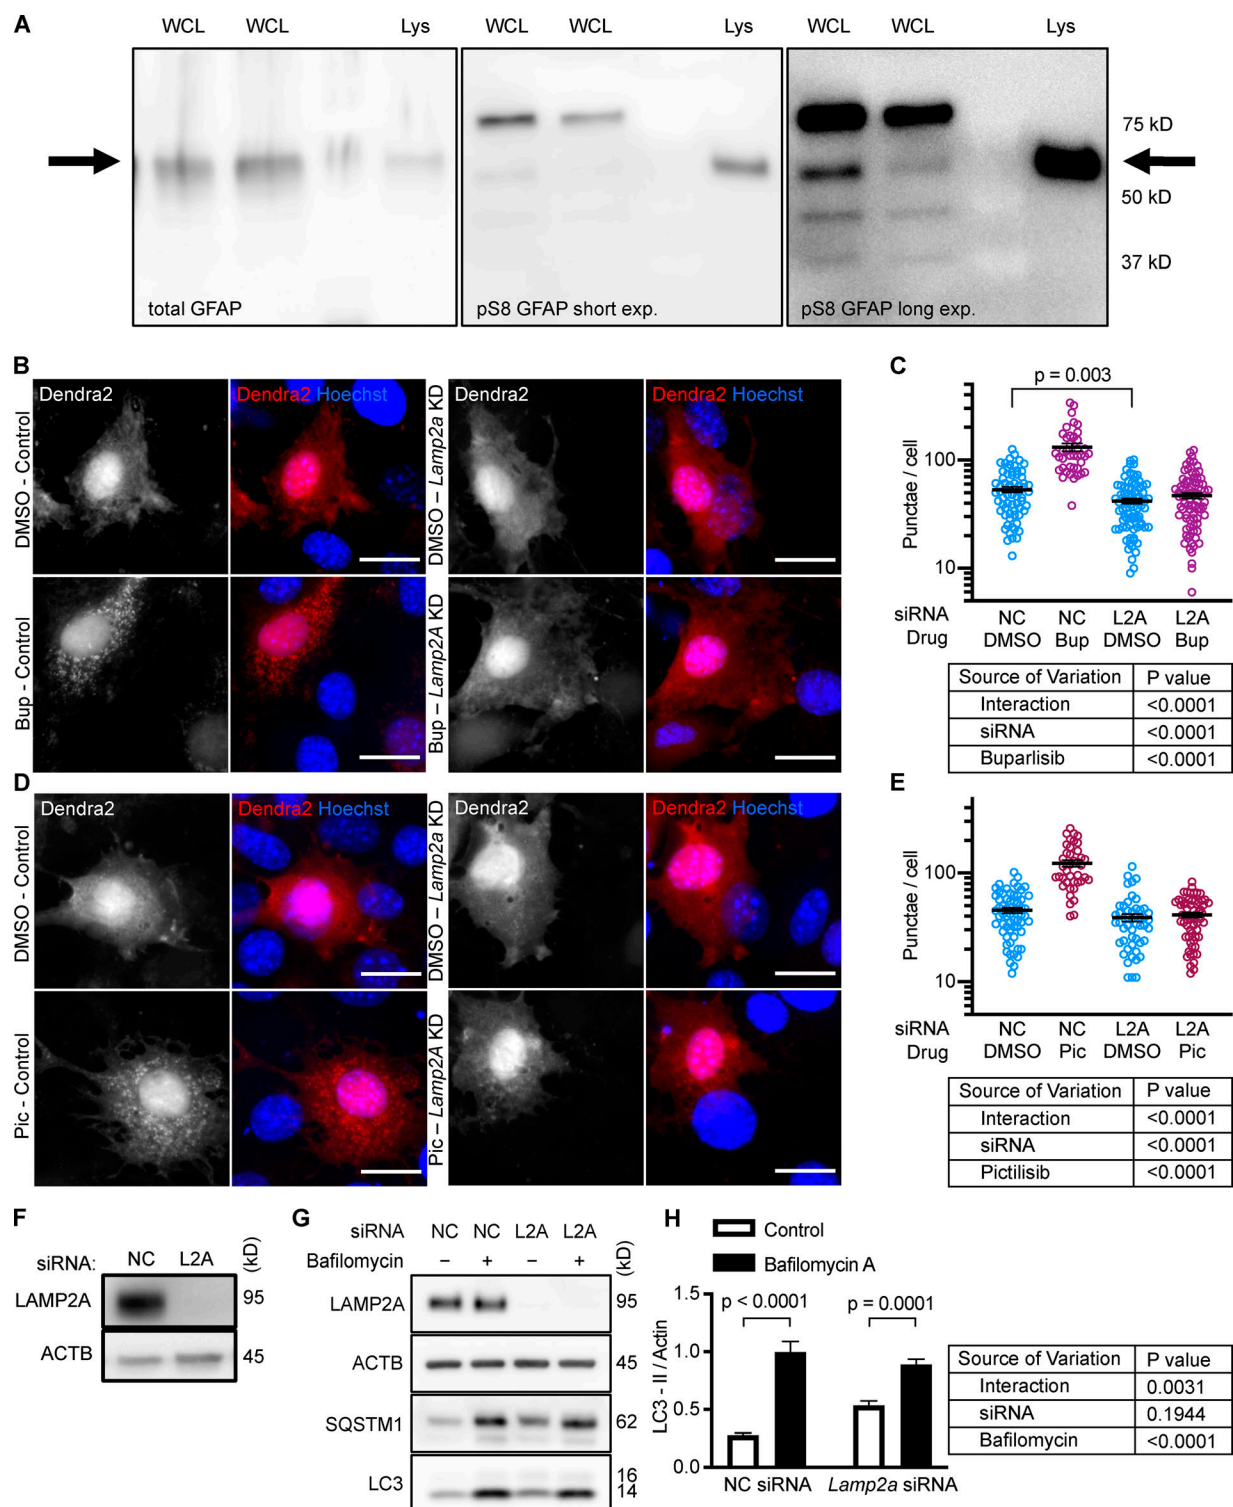 A
WCL WCL Lys WCL WCL Lys WCL WCL Lys
75 kD
50 kD
37 kD
total GFAP
pS8 GFAP short exp.
pS8 GFAP long exp.
B
DMSO - Control
Dendra2
Dendra2 Hoechst
DMSO – Lamp2a KD
Dendra2
Dendra2 Hoechst
Bup - Control
Bup – Lamp2A KD
C
p = 0.003
Punctae / cell
100
10
siRNA NC NC L2A L2A
Drug DMSO Bup DMSO Bup
Source of Variation P value
Interaction <0.0001
siRNA <0.0001
Buparlisib <0.0001
D
DMSO - Control
Dendra2
Dendra2 Hoechst
DMSO – Lamp2a KD
Dendra2
Dendra2 Hoechst
Pic - Control
Pic – Lamp2A KD
E
Punctae / cell
100
10
siRNA NC NC L2A L2A
Drug DMSO Pic DMSO Pic
Source of Variation P value
Interaction <0.0001
siRNA <0.0001
Pictilisib <0.0001
F
siRNA: NC L2A (kD)
LAMP2A 95
ACTB 45
G
siRNA NC NC L2A L2A
Bafilomycin – + – + (kD)
LAMP2A 95
ACTB 45
SQSTM1 62
LC3 16
14
H
Control
Bafilomycin A
LC3 - II / Actin
1.5
1.0
0.5
0.0
p < 0.0001 p = 0.0001
NC siRNA Lamp2a siRNA
Source of Variation P value
Interaction 0.0031
siRNA 0.1944
Bafilomycin <0.0001